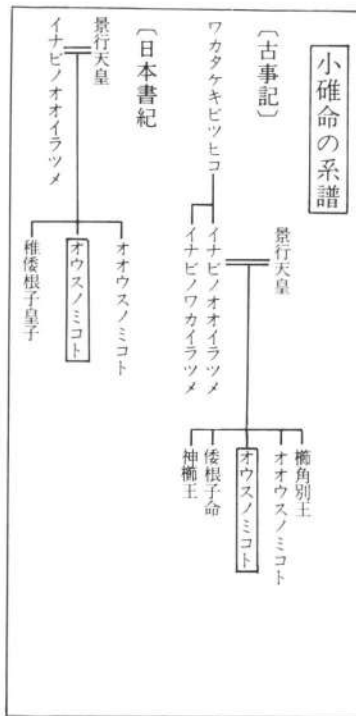 小碓命の系譜
〔古事記〕
ワカタケキビツヒコ
景行天皇
イナビノオオイラツメ
イナビノワカイラツメ
櫛角別王
オオウスノミコト
オウスノミコト
倭根子命
神櫛王
〔日本書紀〕
景行天皇
イナビノオオイラツメ
オオウスノミコト
オウスノミコト
稚倭根子皇子